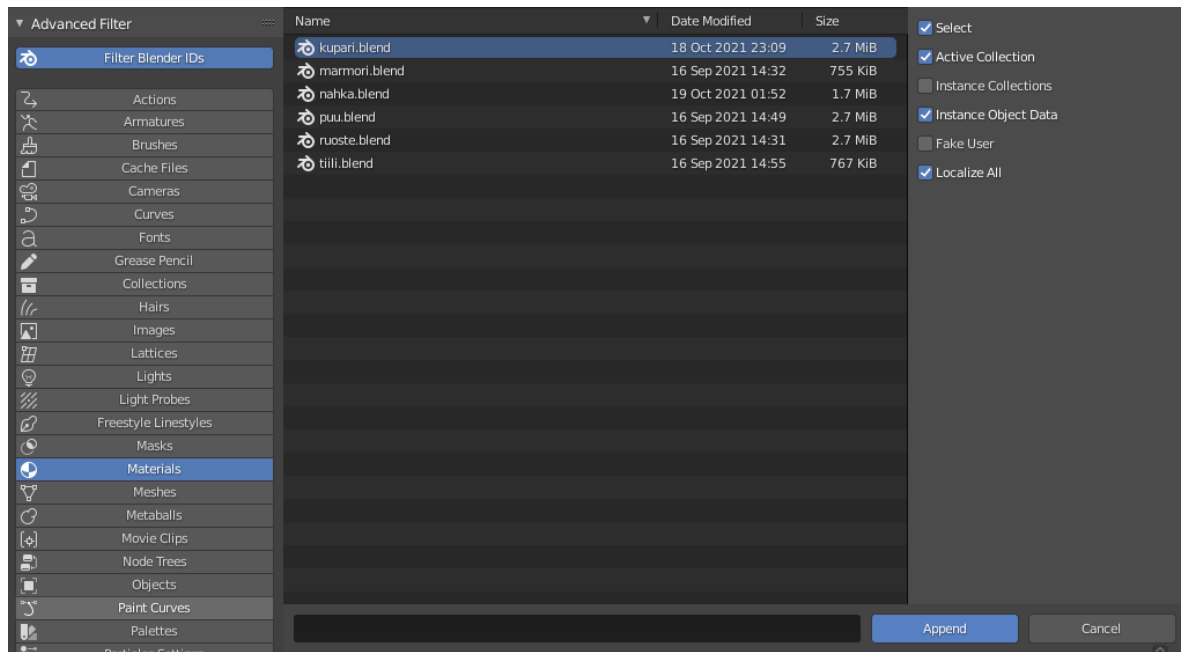 Advanced Filter
Filter Blender IDs
Actions
Armatures
Brushes
Cache Files
Cameras
Curves
Fonts
Grease Pencil
Collections
Hairs
Images
Lattices
Lights
Light Probes
Freestyle Linestyles
Masks
Materials
Meshes
Metaballs
Movie Clips
Node Trees
Objects
Paint Curves
Palettes
Name Date Modified Size
kupari.blend 18 Oct 2021 23:09 2.7 MiB
marmori.blend 16 Sep 2021 14:32 755 KiB
nahka.blend 19 Oct 2021 01:52 1.7 MiB
puu.blend 16 Sep 2021 14:49 2.7 MiB
ruoste.blend 16 Sep 2021 14:31 2.7 MiB
tiili.blend 16 Sep 2021 14:55 767 KiB
Select
Active Collection
Instance Collections
Instance Object Data
Fake User
Localize All
Append Cancel